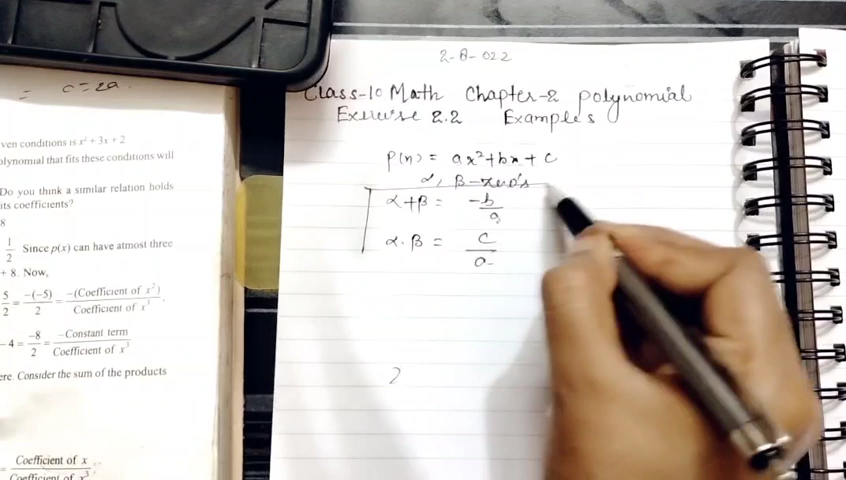 = c=2a.
ven conditions is x² + 3x + 2
olynomial that fits these conditions will
Do you think a similar relation holds
its coefficients?
8
1/2 Since p(x) can have atmost three
+ 8. Now,
5/2 = -(-5)/2 = -(Coefficient of x²)/Coefficient of x³.
-4 = -8/2 = -Constant term/Coefficient of x³
ere. Consider the sum of the products
= Coefficient of x/Coefficient of x³.
2-B-022
Class-10 Math Chapter-2 polynomial
Exercise 2.2 Examples
P(x) = ax²+bx+c
α, β-zero's
α+β = -b/a
α.β = c/a
2